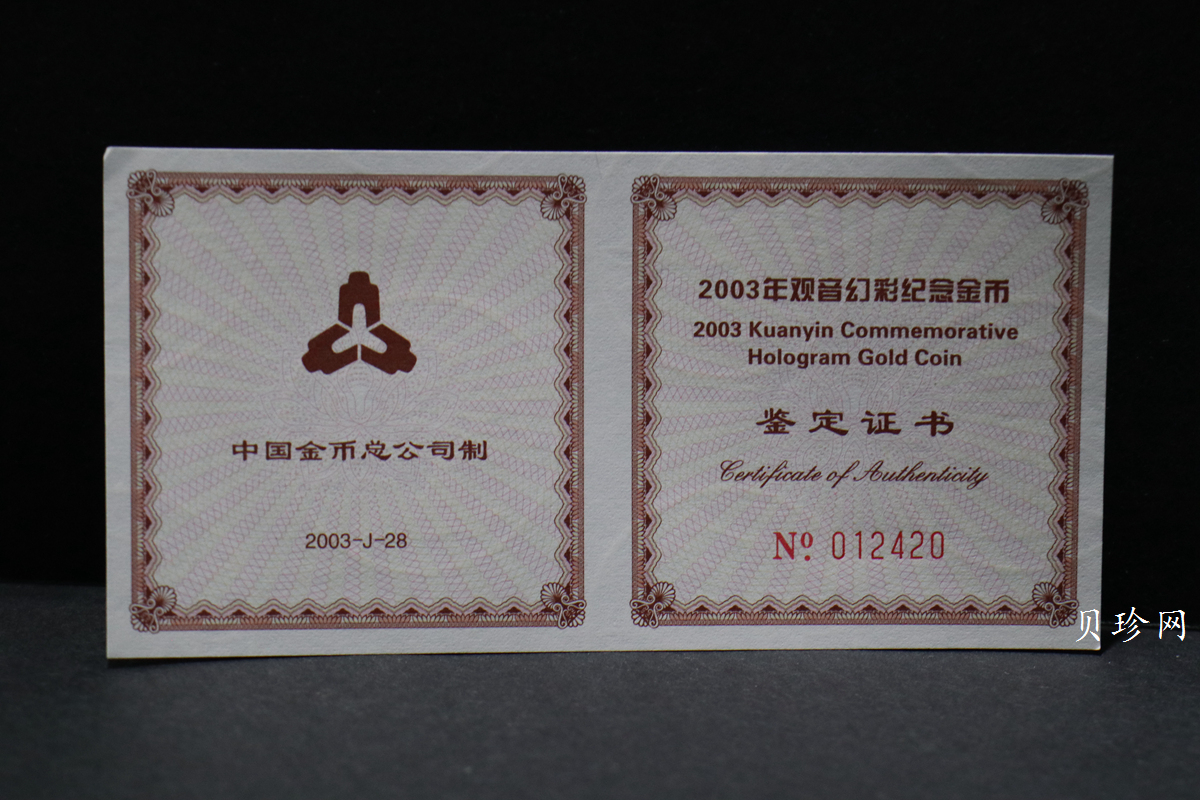 中国金币总公司制
2003-J-28
2003年观音幻彩纪念金币
2003 Kuanyin Commemorative
Hologram Gold Coin
鉴定证书
Certificate of Authenticity
Nº. 012420
贝珍网